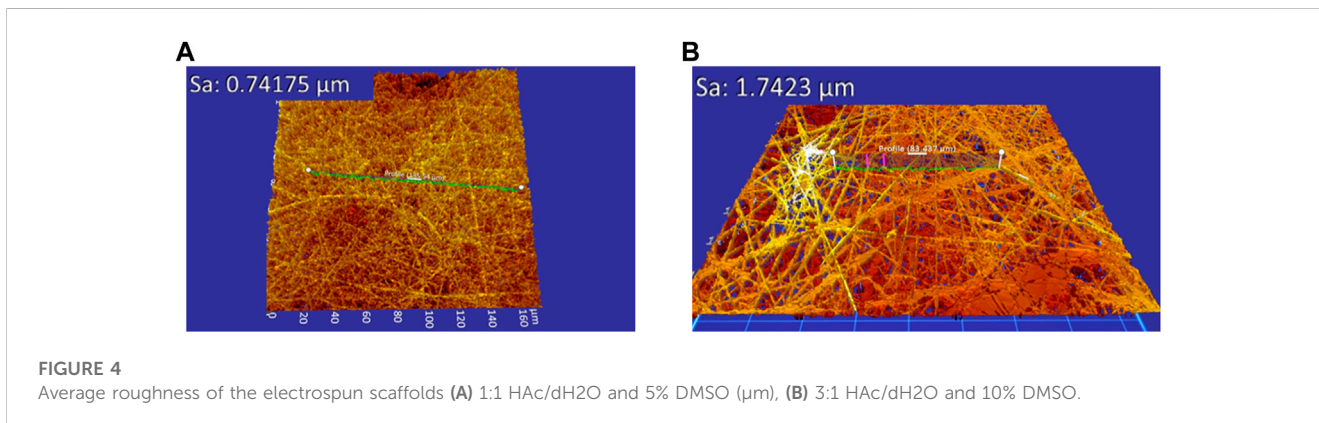 A
B
Sa: 0.74175 µm
Sa: 1.7423 µm
Profile (83.437 µm)
0
20
40
60
80
100
120
140
160
µm
FIGURE 4
Average roughness of the electrospun scaffolds (A) 1:1 HAc/dH2O and 5% DMSO (µm), (B) 3:1 HAc/dH2O and 10% DMSO.